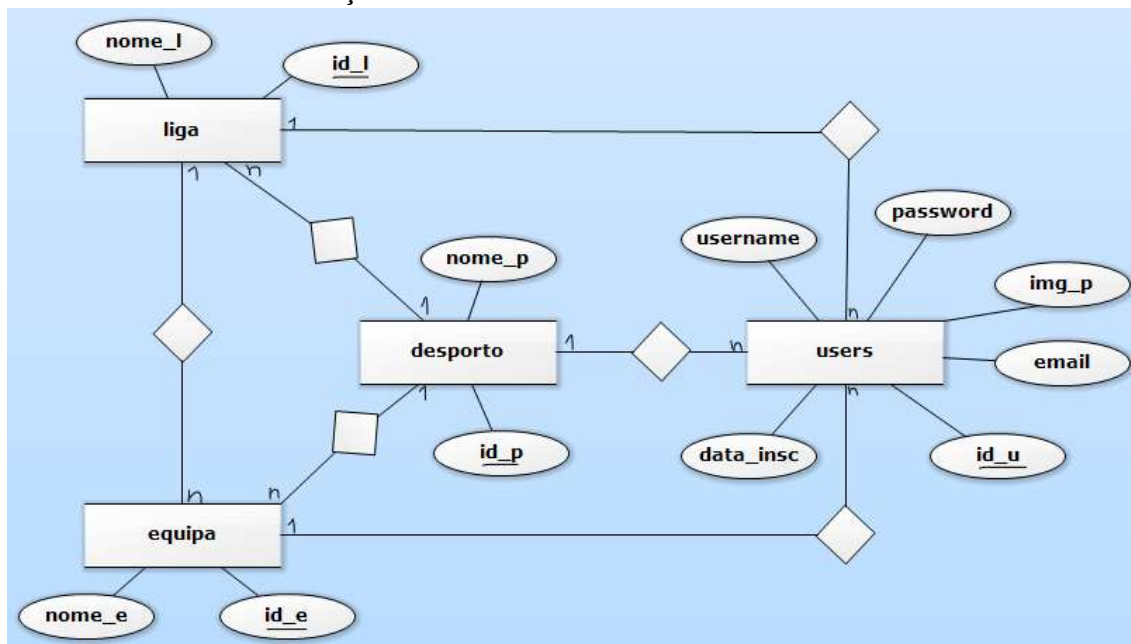 nome_l
id_l
liga
1
1
n
n
1
1
1
n
n
n
n
1
1
nome_p
desporto
id_p
username
password
img_p
email
users
data_insc
id_u
equipa
nome_e
id_e